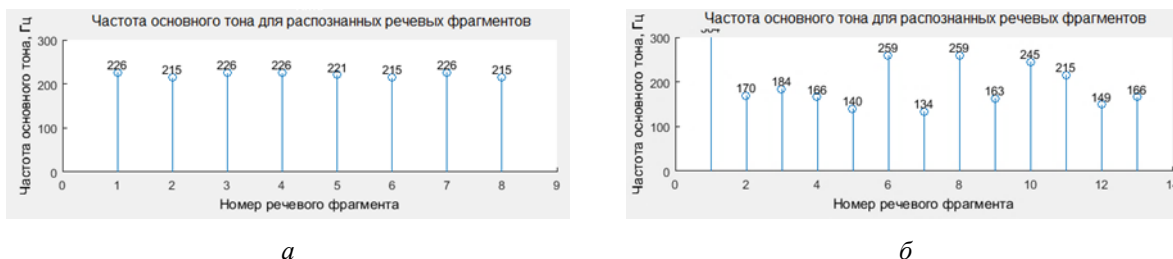 Частота основного тона для распознанных речевых фрагментов
Частота основного тона, Гц
300
200
100
0
226 215 226 226 221 215 226 215
0 1 2 3 4 5 6 7 8 9
Номер речевого фрагмента
а
Частота основного тона для распознанных речевых фрагментов
Частота основного тона, Гц
300
200
100
0
170 184 166 140 259 134 259 163 245 215 149 166
0 2 4 6 8 10 12 14
Номер речевого фрагмента
б